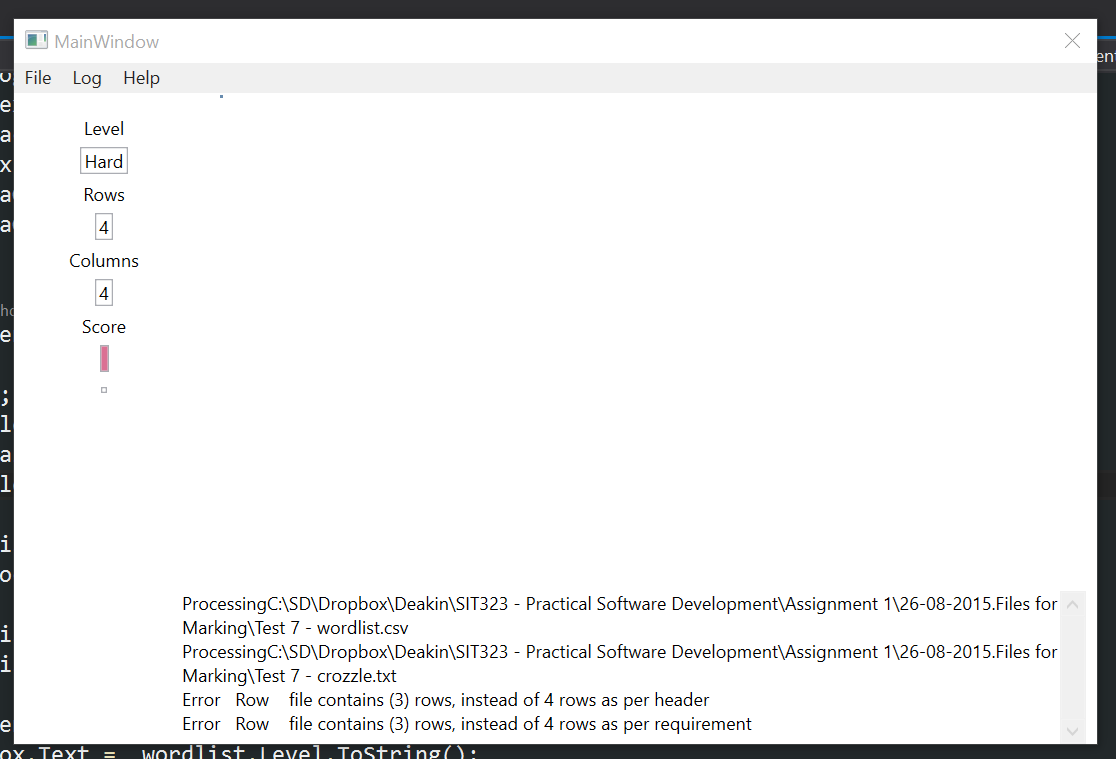 MainWindow
File Log Help
Level
Hard
Rows
4
Columns
4
Score
ProcessingC:\SD\Dropbox\Deakin\SIT323 - Practical Software Development\Assignment 1\26-08-2015.Files for
Marking\Test 7 - wordlist.csv
ProcessingC:\SD\Dropbox\Deakin\SIT323 - Practical Software Development\Assignment 1\26-08-2015.Files for
Marking\Test 7 - crozzle.txt
Error Row file contains (3) rows, instead of 4 rows as per header
Error Row file contains (3) rows, instead of 4 rows as per requirement
ox.Text = wordlist.Level.ToString();